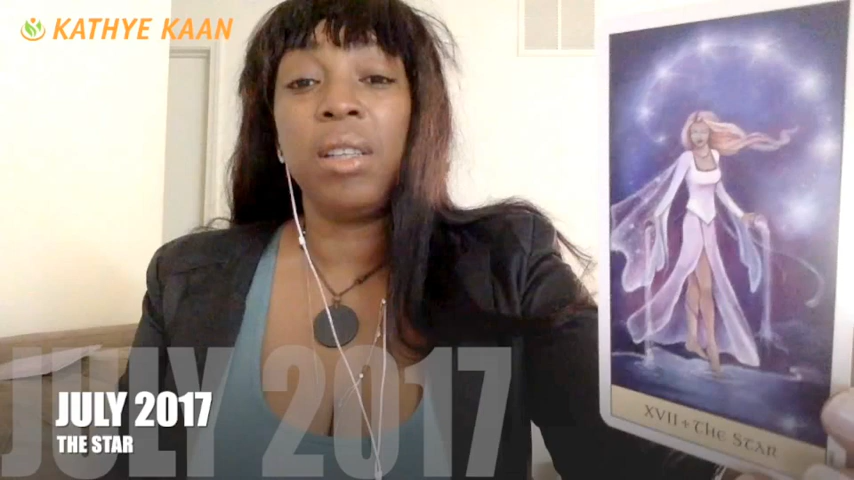 KATHYE KAAN
JULY 2017
JULY 2017
THE STAR
XVII + THE STAR